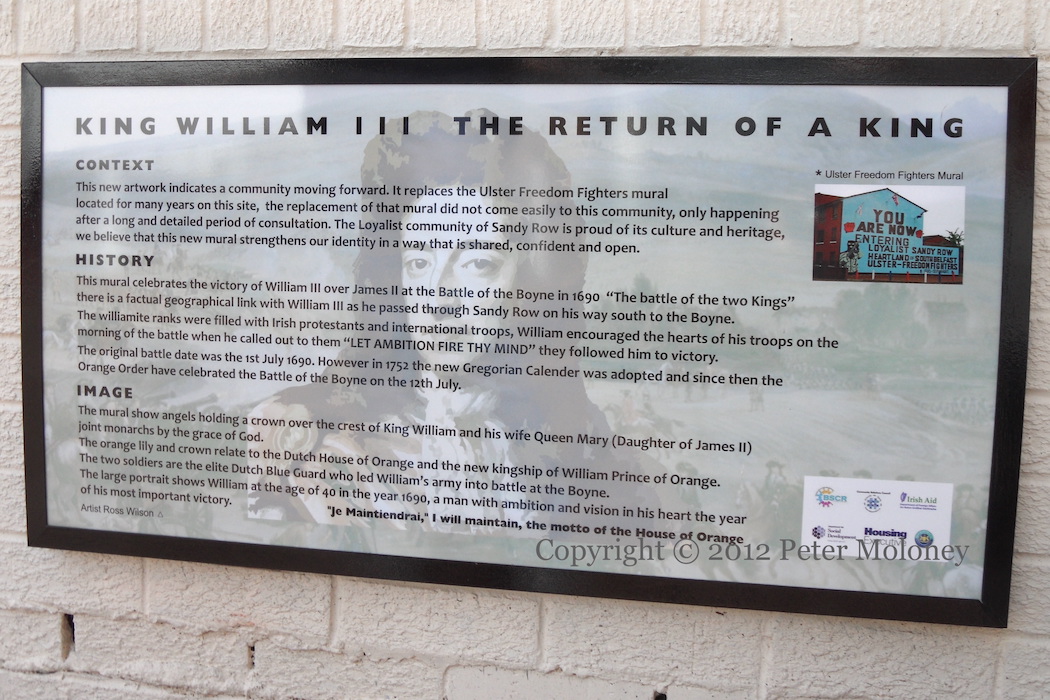 KING WILLIAM III THE RETURN OF A KING
CONTEXT
This new artwork indicates a community moving forward. It replaces the Ulster Freedom Fighters mural
located for many years on this site, the replacement of that mural did not come easily to this community, only happening
after a long and detailed period of consultation. The Loyalist community of Sandy Row is proud of its culture and heritage,
we believe that this new mural strengthens our identity in a way that is shared, confident and open.
* Ulster Freedom Fighters Mural
YOU
ARE NOW
ENTERING
LOYALIST SANDY ROW
HEARTLAND OF SOUTH BELFAST
ULSTER-FREEDOM FIGHTERS
HISTORY
This mural celebrates the victory of William III over James II at the Battle of the Boyne in 1690 "The battle of the two Kings"
there is a factual geographical link with William III as he passed through Sandy Row on his way south to the Boyne.
The williamite ranks were filled with Irish protestants and international troops, William encouraged the hearts of his troops on the
morning of the battle when he called out to them "LET AMBITION FIRE THY MIND" they followed him to victory.
The original battle date was the 1st July 1690. However in 1752 the new Gregorian Calender was adopted and since then the
Orange Order have celebrated the Battle of the Boyne on the 12th July.
IMAGE
The mural show angels holding a crown over the crest of King William and his wife Queen Mary (Daughter of James II)
joint monarchs by the grace of God.
The orange lily and crown relate to the Dutch House of Orange and the new kingship of William Prince of Orange.
The two soldiers are the elite Dutch Blue Guard who led William's army into battle at the Boyne.
The large portrait shows William at the age of 40 in the year 1690, a man with ambition and vision in his heart the year
of his most important victory.
"Je Maintiendrai," I will maintain, the motto of the House of Orange
Artist Ross Wilson
BSCR
Irish Aid
Social
Development
Housing
Executive
Copyright © 2012 Peter Moloney